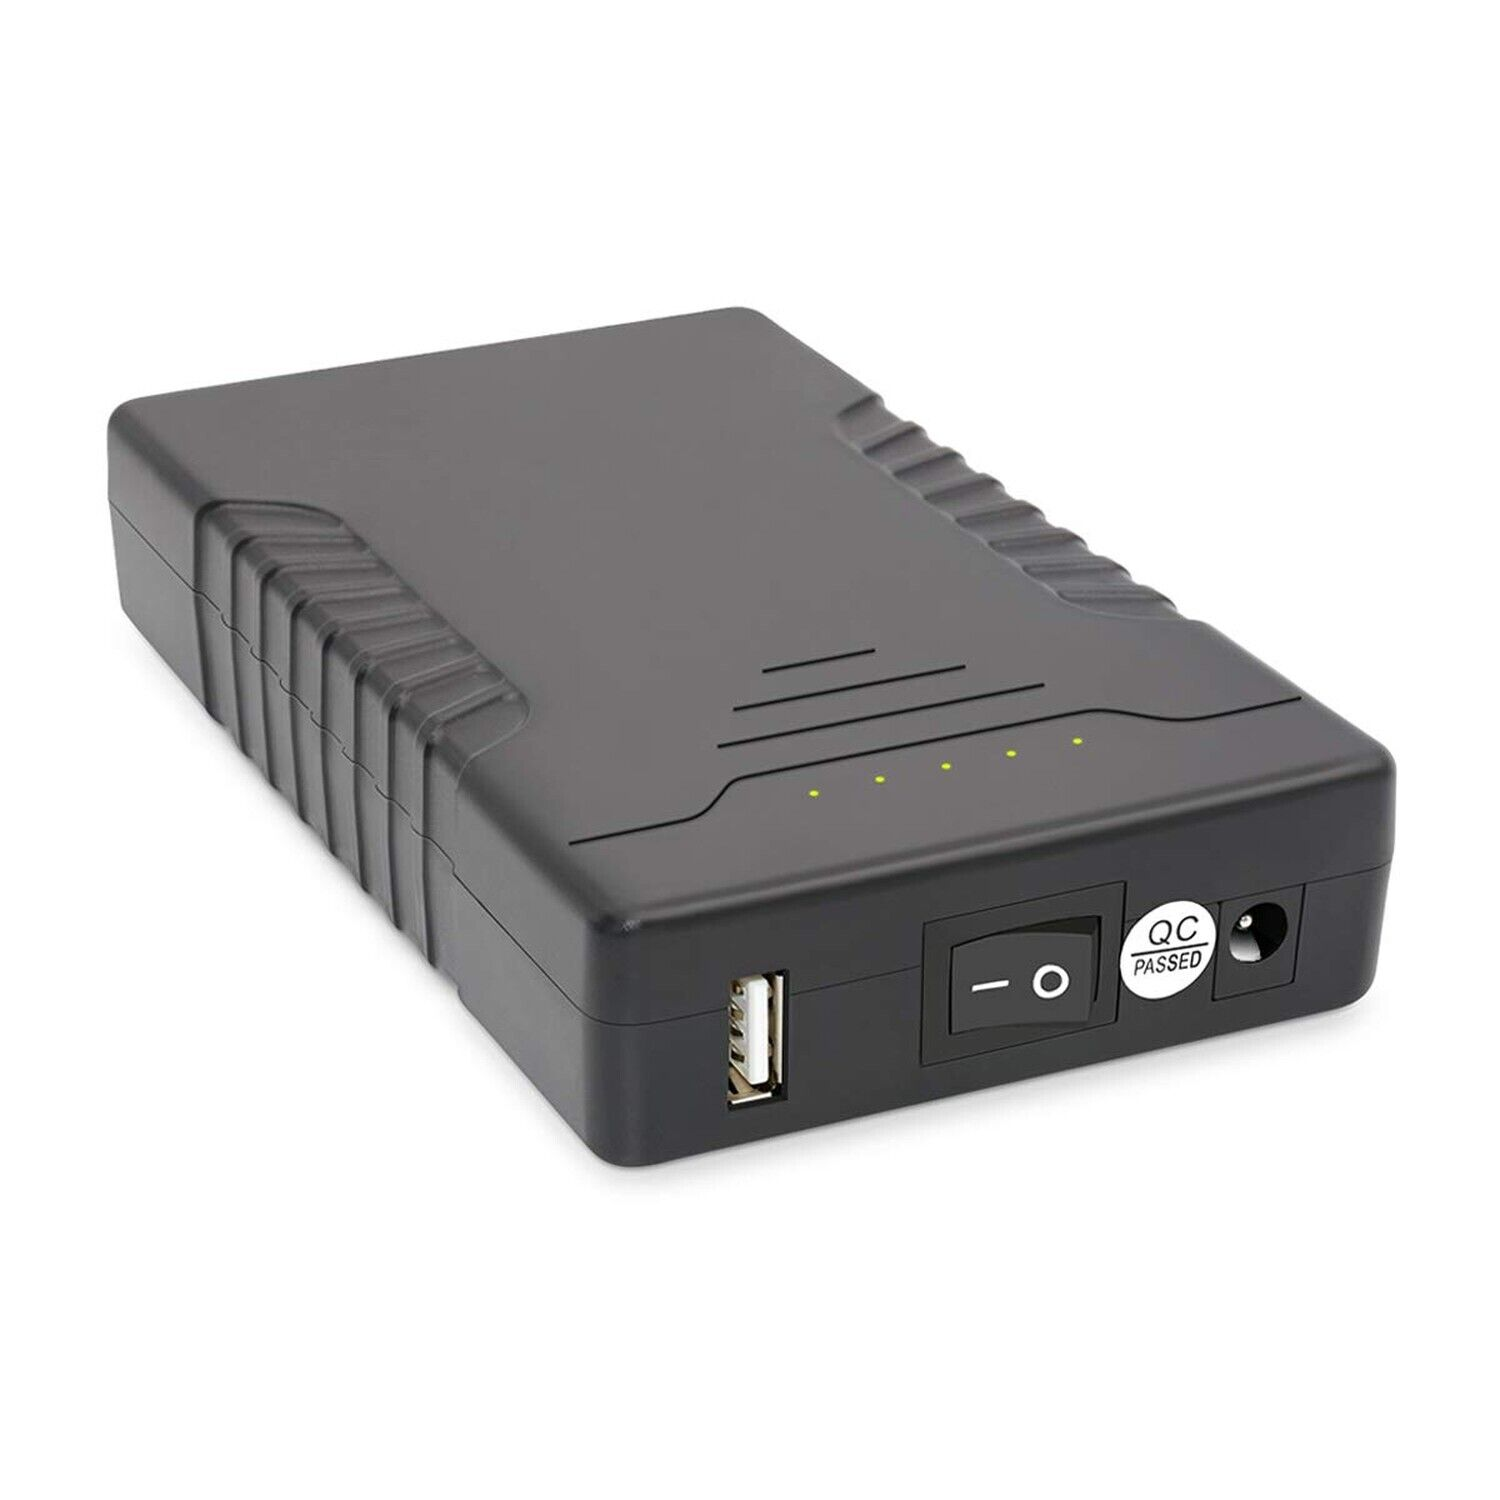 — O
QC
PASSED